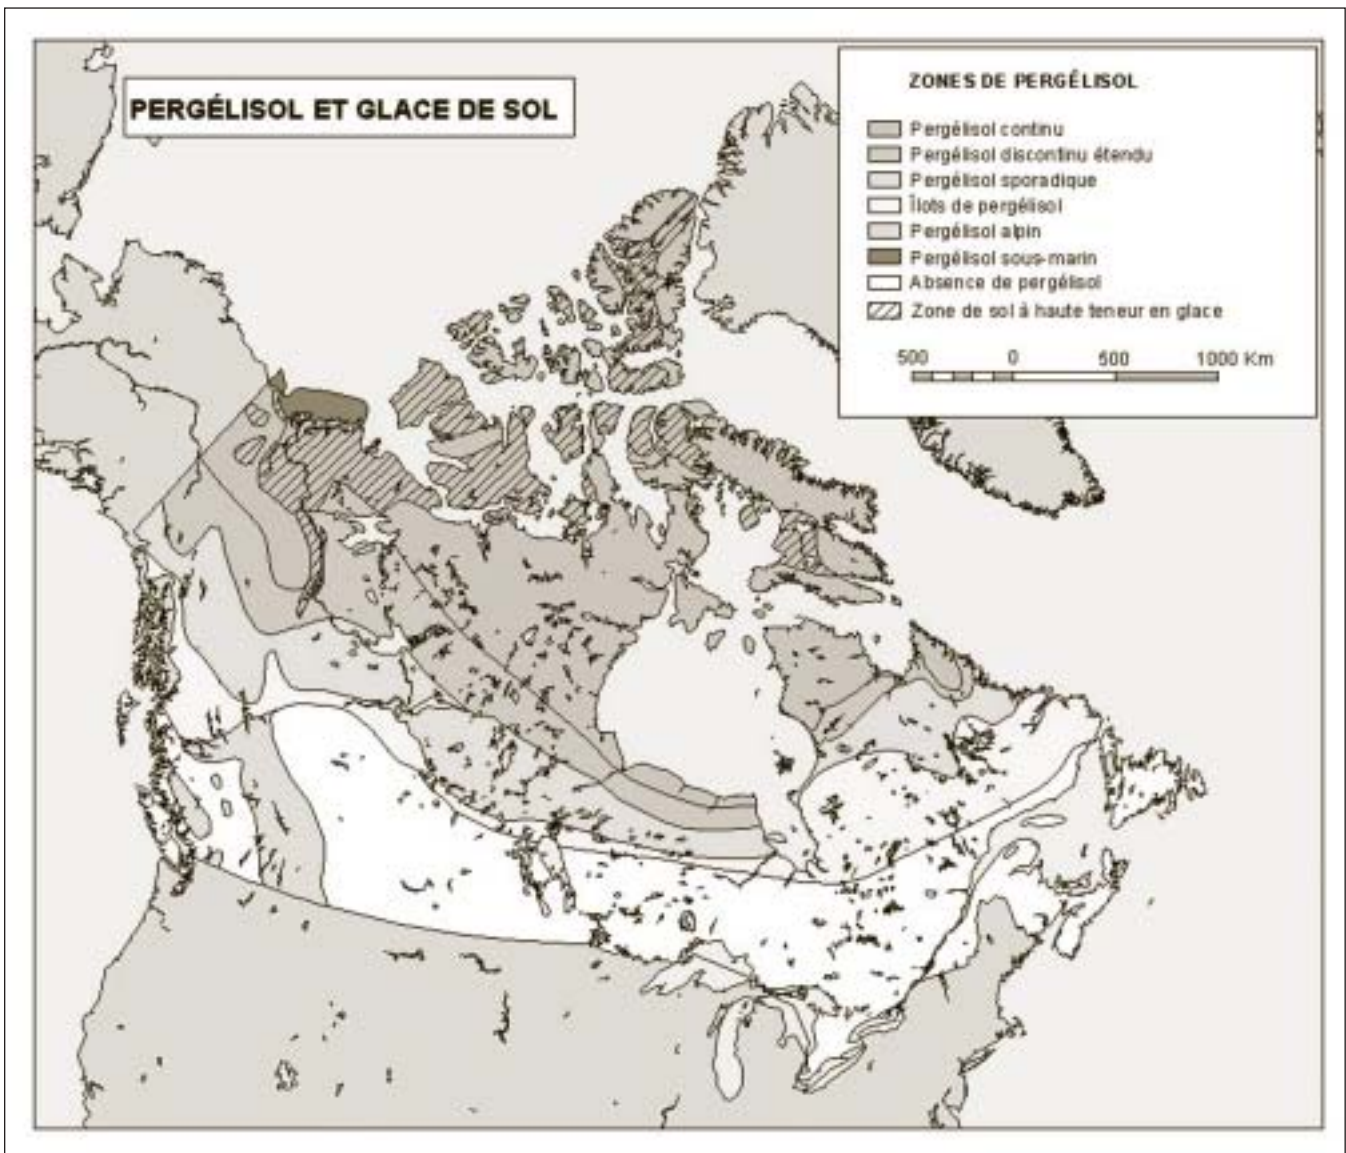 PERGÉLISOL ET GLACE DE SOL
ZONES DE PERGÉLISOL
Pergélisol continu
Pergélisol discontinu étendu
Pergélisol sporadique
Îlots de pergélisol
Pergélisol alpin
Pergélisol sous-marin
Absence de pergélisol
Zone de sol à haute teneur en glace
500 0 500 1000 Km